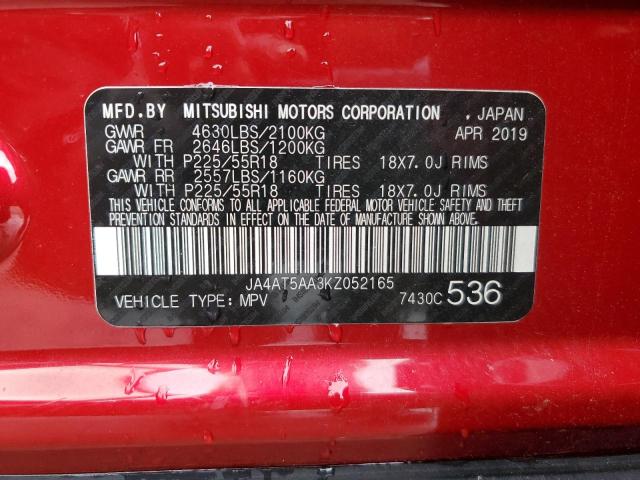 MFD.BY MITSUBISHI MOTORS CORPORATION , JAPAN
GVWR 4630LBS/2100KG APR 2019
GAWR FR 2646LBS/1200KG
WITH P225/55R18 TIRES 18X7.0J RIMS
GAWR RR 2557LBS/1160KG
WITH P225/55R18 TIRES 18X7.0J RIMS
THIS VEHICLE CONFORMS TO ALL APPLICABLE FEDERAL MOTOR VEHICLE SAFETY AND THEFT
PREVENTION STANDARDS IN EFFECT ON THE DATE OF MANUFACTURE SHOWN ABOVE.
JA4AT5AA3KZ052165
VEHICLE TYPE: MPV 7430C 536